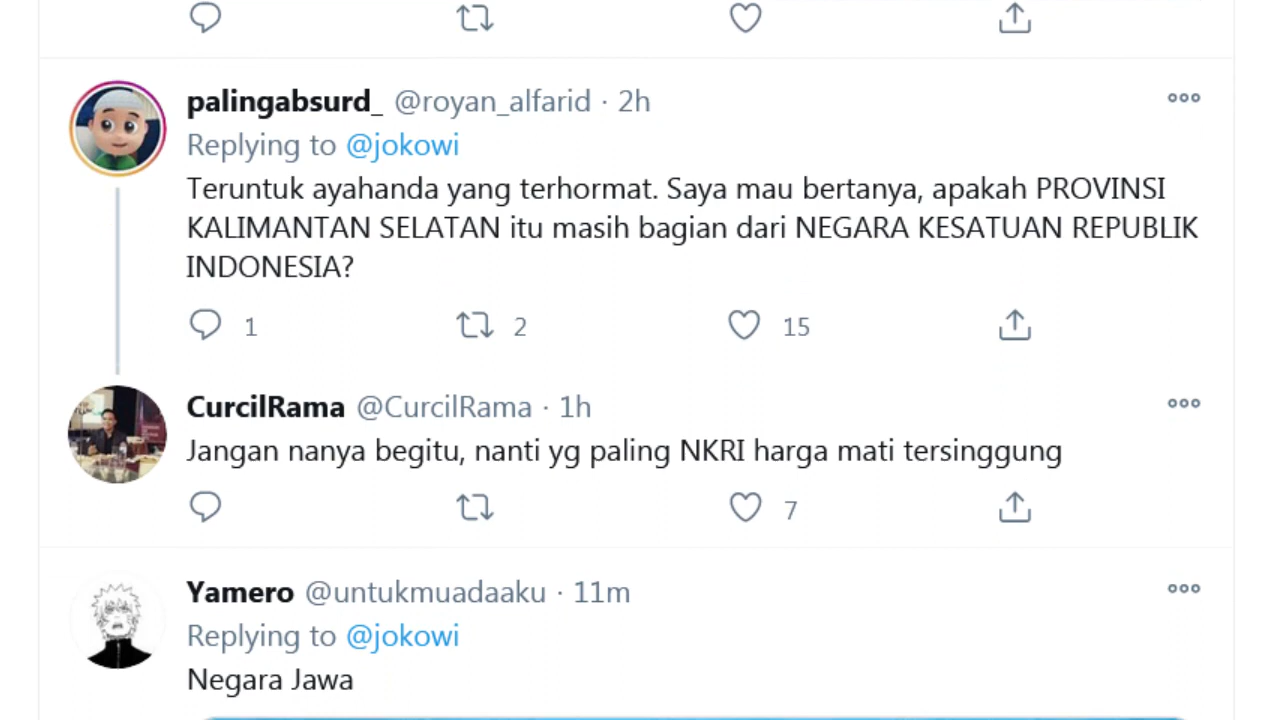 palingabsurd_ @royan_alfarid · 2h
Replying to @jokowi
Teruntuk ayahanda yang terhormat. Saya mau bertanya, apakah PROVINSI
KALIMANTAN SELATAN itu masih bagian dari NEGARA KESATUAN REPUBLIK
INDONESIA?
1 2 15
CurcilRama @CurcilRama · 1h
Jangan nanya begitu, nanti yg paling NKRI harga mati tersinggung
7
Yamero @untukmuadaaku · 11m
Replying to @jokowi
Negara Jawa